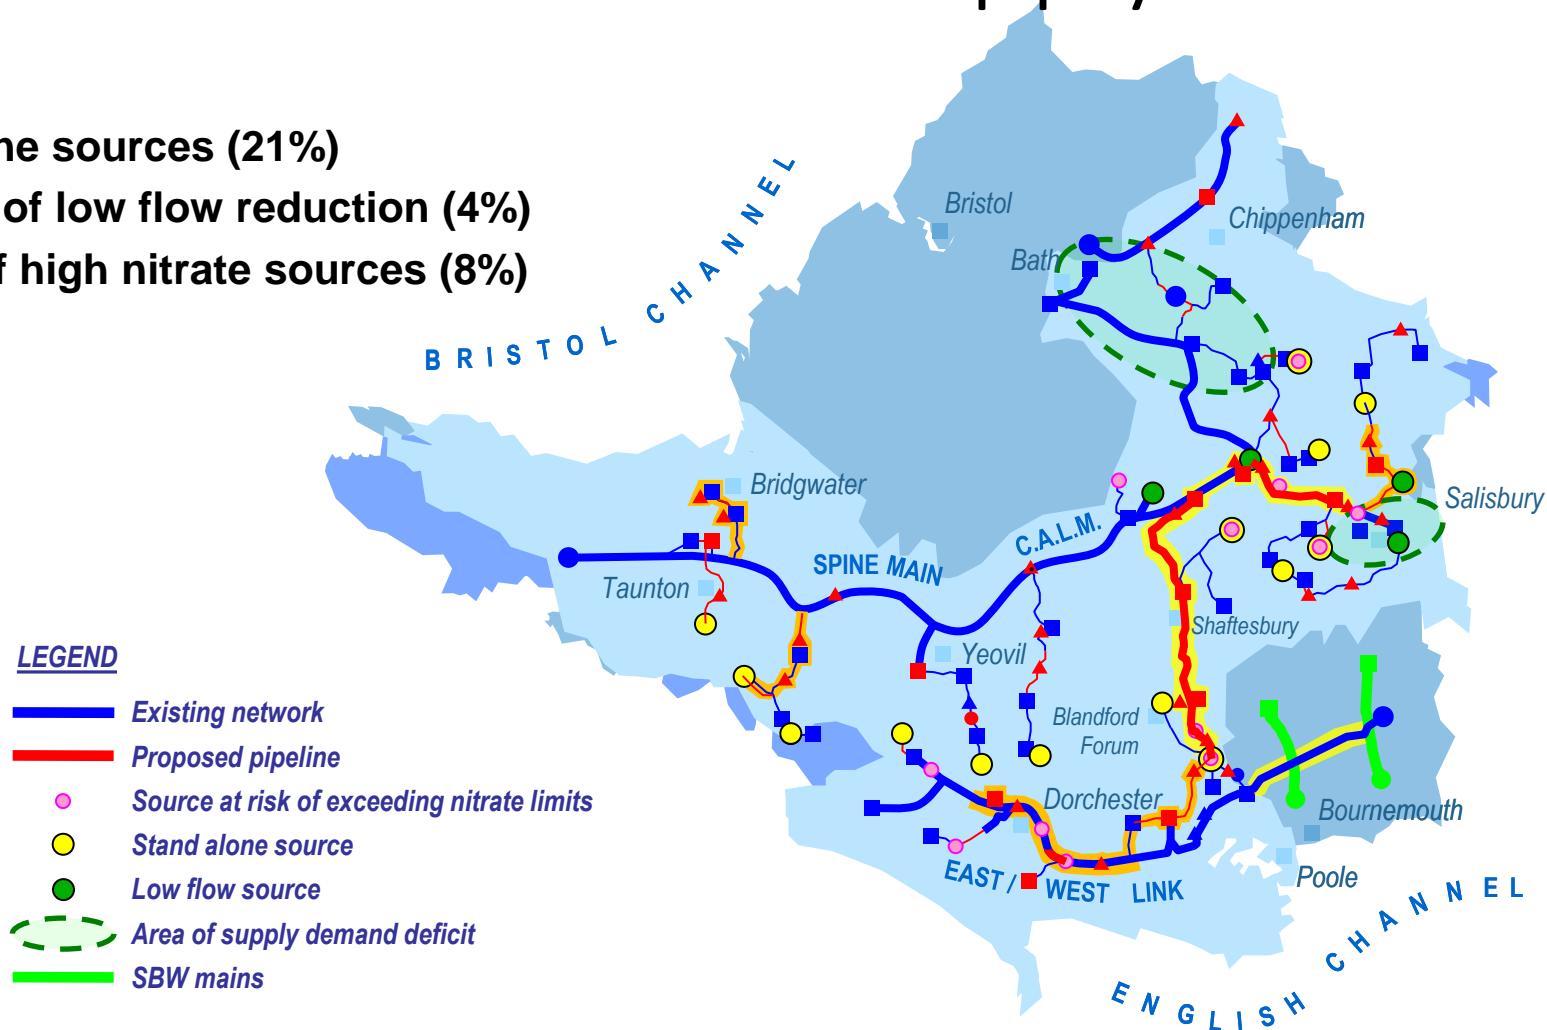 ne sources (21%)
of low flow reduction (4%)
f high nitrate sources (8%)
BRISTOL CHANNEL
Bristol
Chippenham
Bath
Salisbury
Bridgwater
C.A.L.M.
SPINE MAIN
Taunton
Shaftesbury
Yeovil
Blandford
Forum
Dorchester
Bournemouth
EAST / WEST LINK
Poole
ENGLISH CHANNEL
LEGEND
Existing network
Proposed pipeline
Source at risk of exceeding nitrate limits
Stand alone source
Low flow source
Area of supply demand deficit
SBW mains